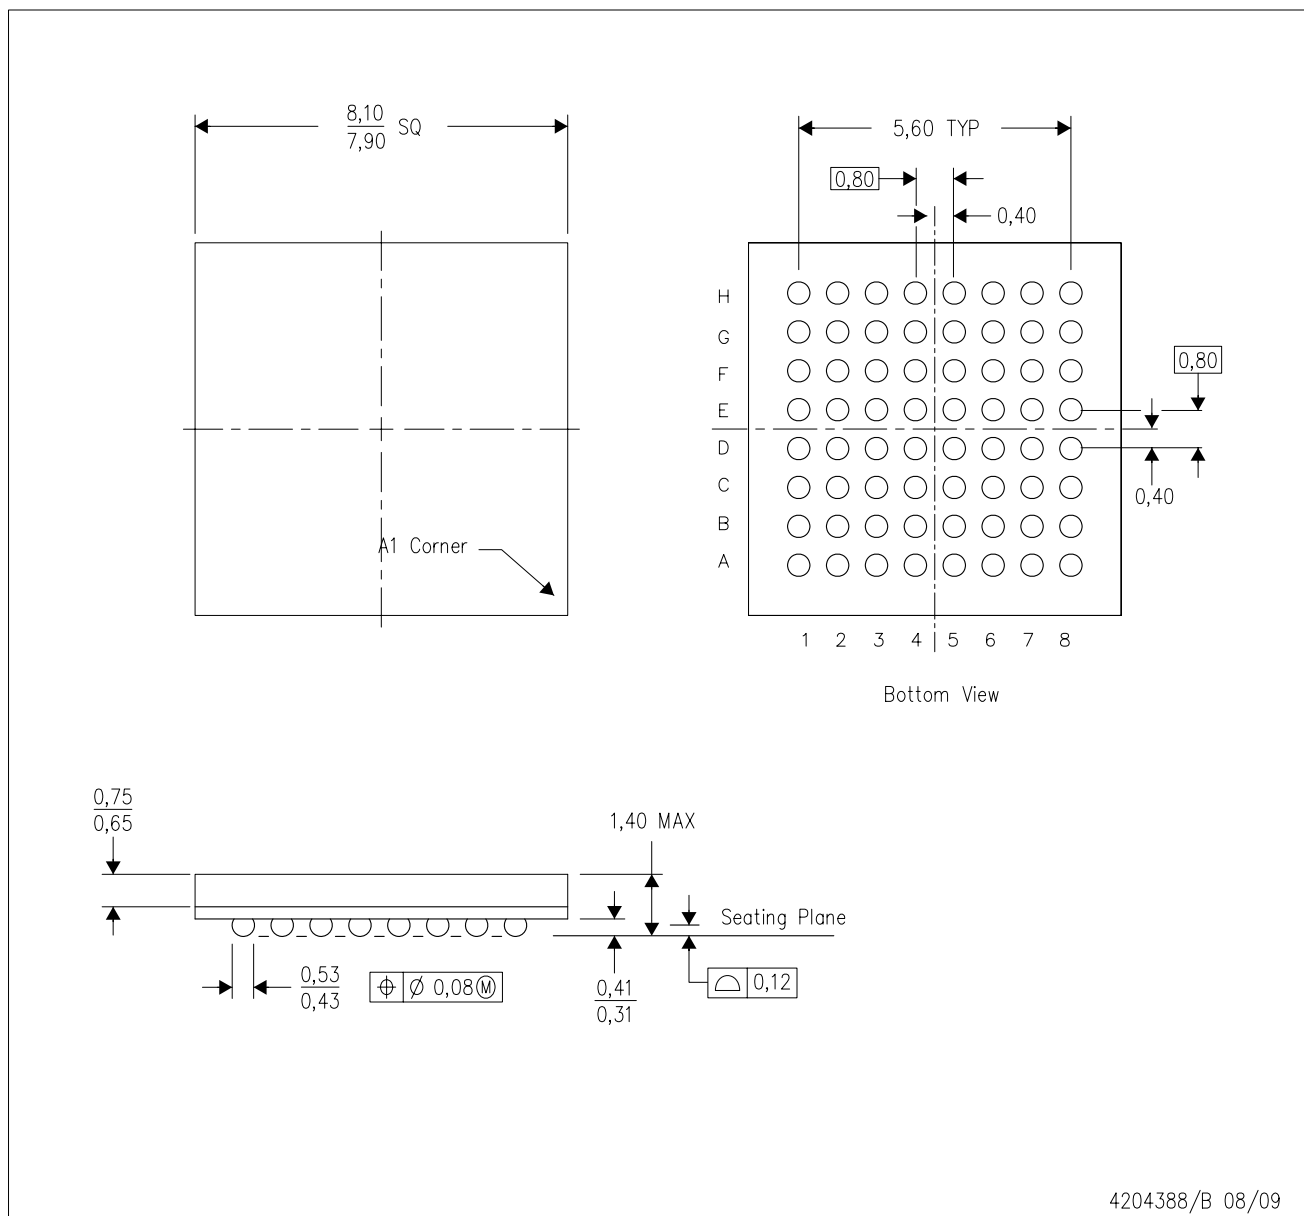 8,10
7,90 SQ
5,60 TYP
0,80
0,40
H
G
F
E
D
C
B
A
0,80
0,40
A1 Corner
1 2 3 4 5 6 7 8
Bottom View
0,75
0,65
1,40 MAX
Seating Plane
0,53
0,43
⌖ Ø 0,08 Ⓜ
0,41
0,31
⌓ 0,12
4204388/B 08/09